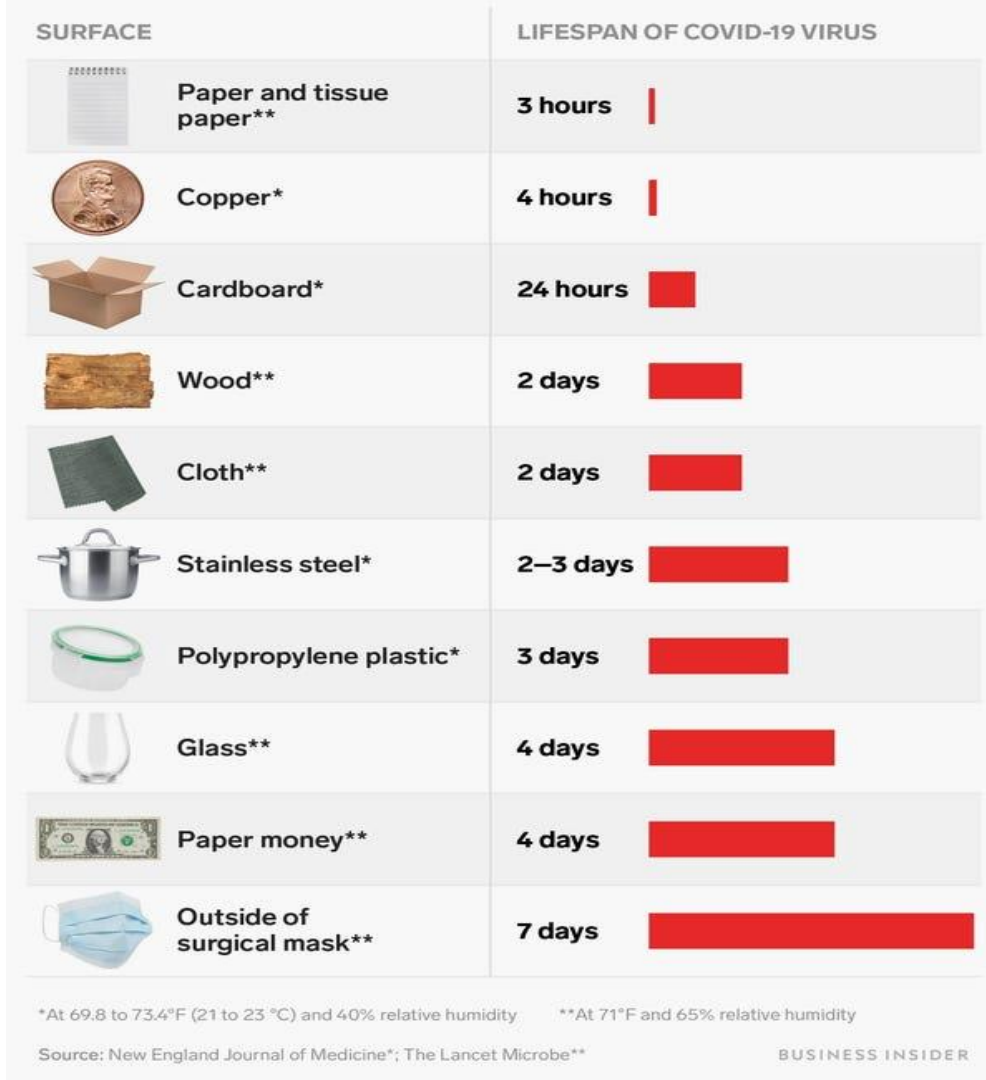 SURFACE LIFESPAN OF COVID-19 VIRUS
Paper and tissue
paper** 3 hours
Copper* 4 hours
Cardboard* 24 hours
Wood** 2 days
Cloth** 2 days
Stainless steel* 2–3 days
Polypropylene plastic* 3 days
Glass** 4 days
Paper money** 4 days
Outside of
surgical mask** 7 days
*At 69.8 to 73.4°F (21 to 23 °C) and 40% relative humidity **At 71°F and 65% relative humidity
Source: New England Journal of Medicine*; The Lancet Microbe** BUSINESS INSIDER